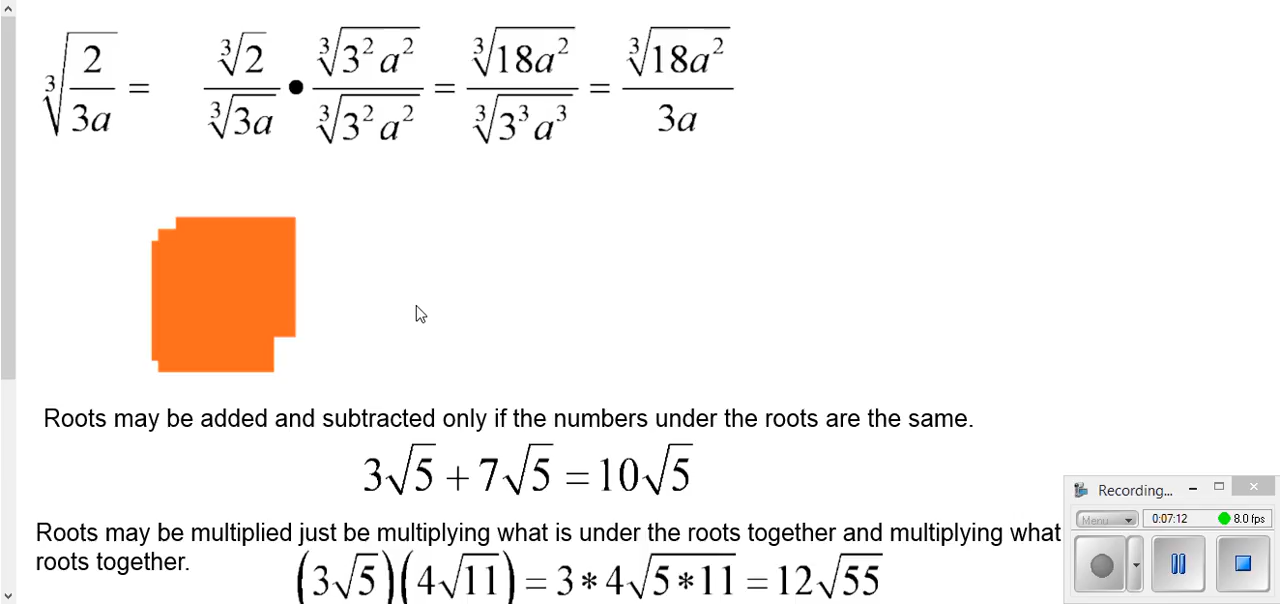 ∛(2/3a) = ∛2/∛(3a) • ∛(3²a²)/∛(3²a²) = ∛(18a²)/∛(3³a³) = ∛(18a²)/3a
Roots may be added and subtracted only if the numbers under the roots are the same.
3√5 + 7√5 = 10√5
Roots may be multiplied just be multiplying what is under the roots together and multiplying what
roots together.
(3√5)(4√11) = 3*4√(5*11) = 12√55
Recording...
Menu
0:07:12
8.0 fps